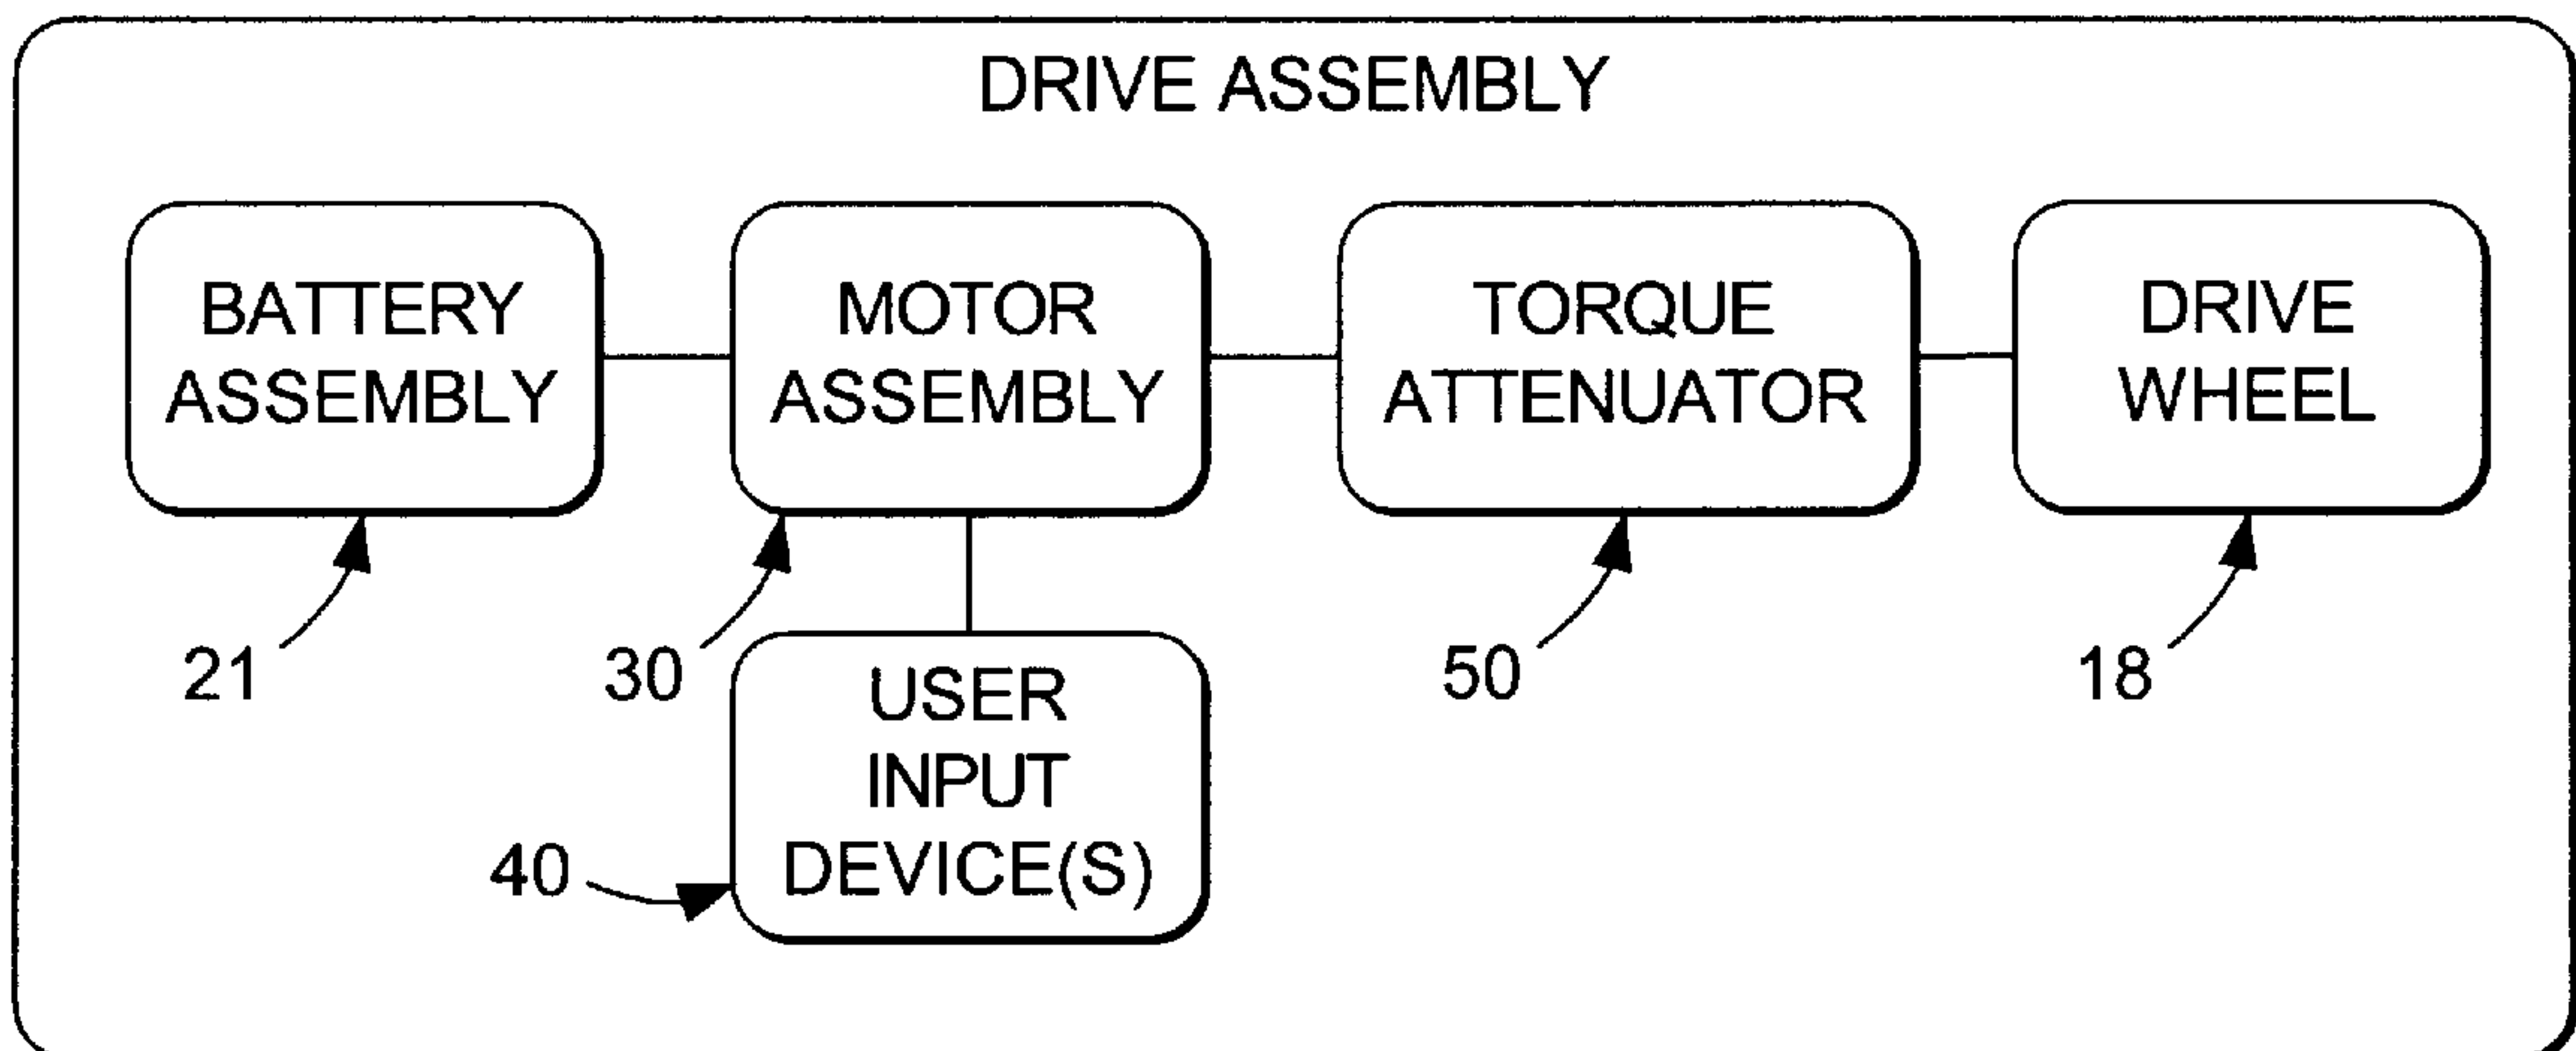 DRIVE ASSEMBLY
BATTERY
ASSEMBLY
MOTOR
ASSEMBLY
TORQUE
ATTENUATOR
DRIVE
WHEEL
21
30
50
18
USER
INPUT
DEVICE(S)
40